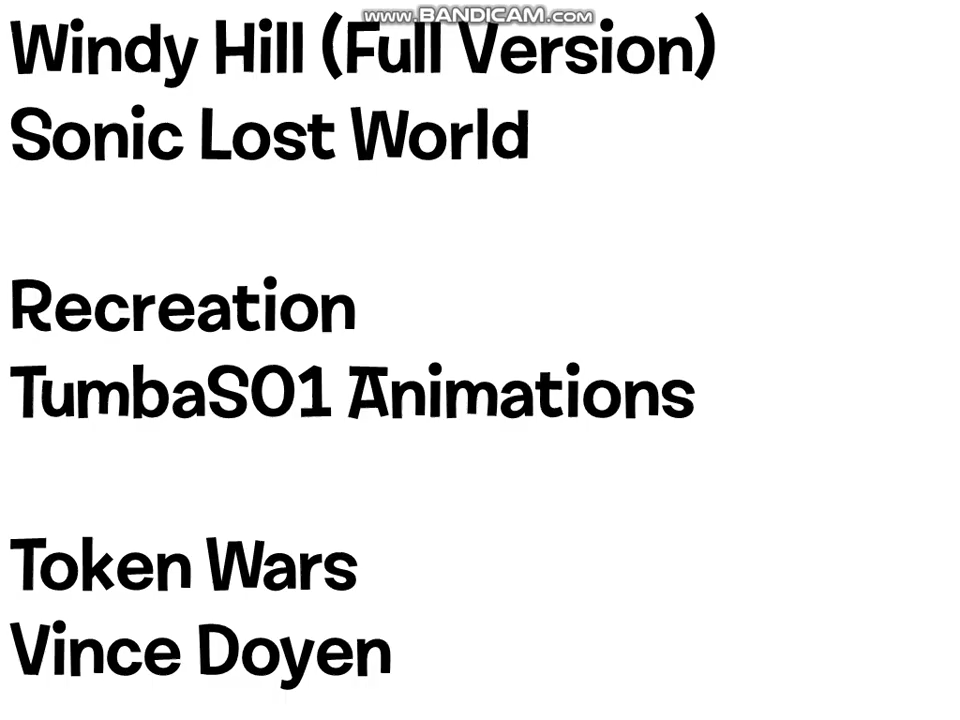 www.BANDICAM.com
Windy Hill (Full Version)
Sonic Lost World
Recreation
TumbaS01 Animations
Token Wars
Vince Doyen